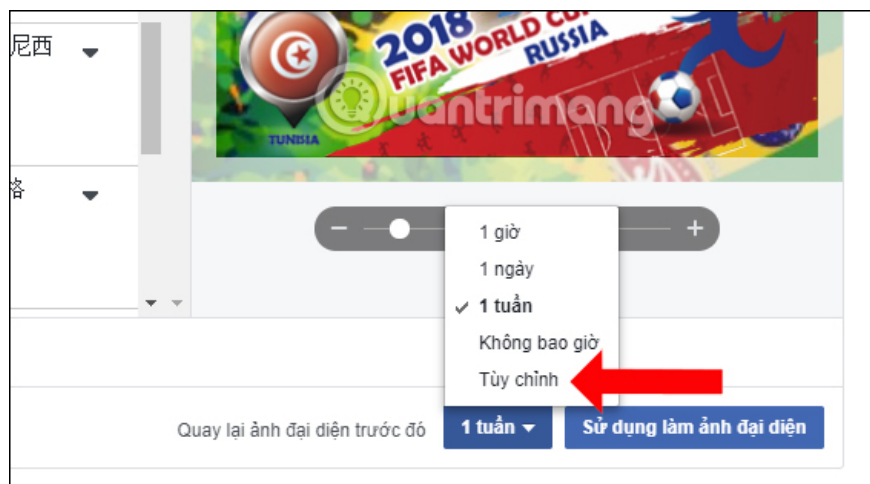 尼西
2018
FIFA WORLD CUP
RUSSIA
Quantrimang
TUNISIA
格
1 giờ
1 ngày
1 tuần
Không bao giờ
Tùy chỉnh
Quay lại ảnh đại diện trước đó
1 tuần
Sử dụng làm ảnh đại diện